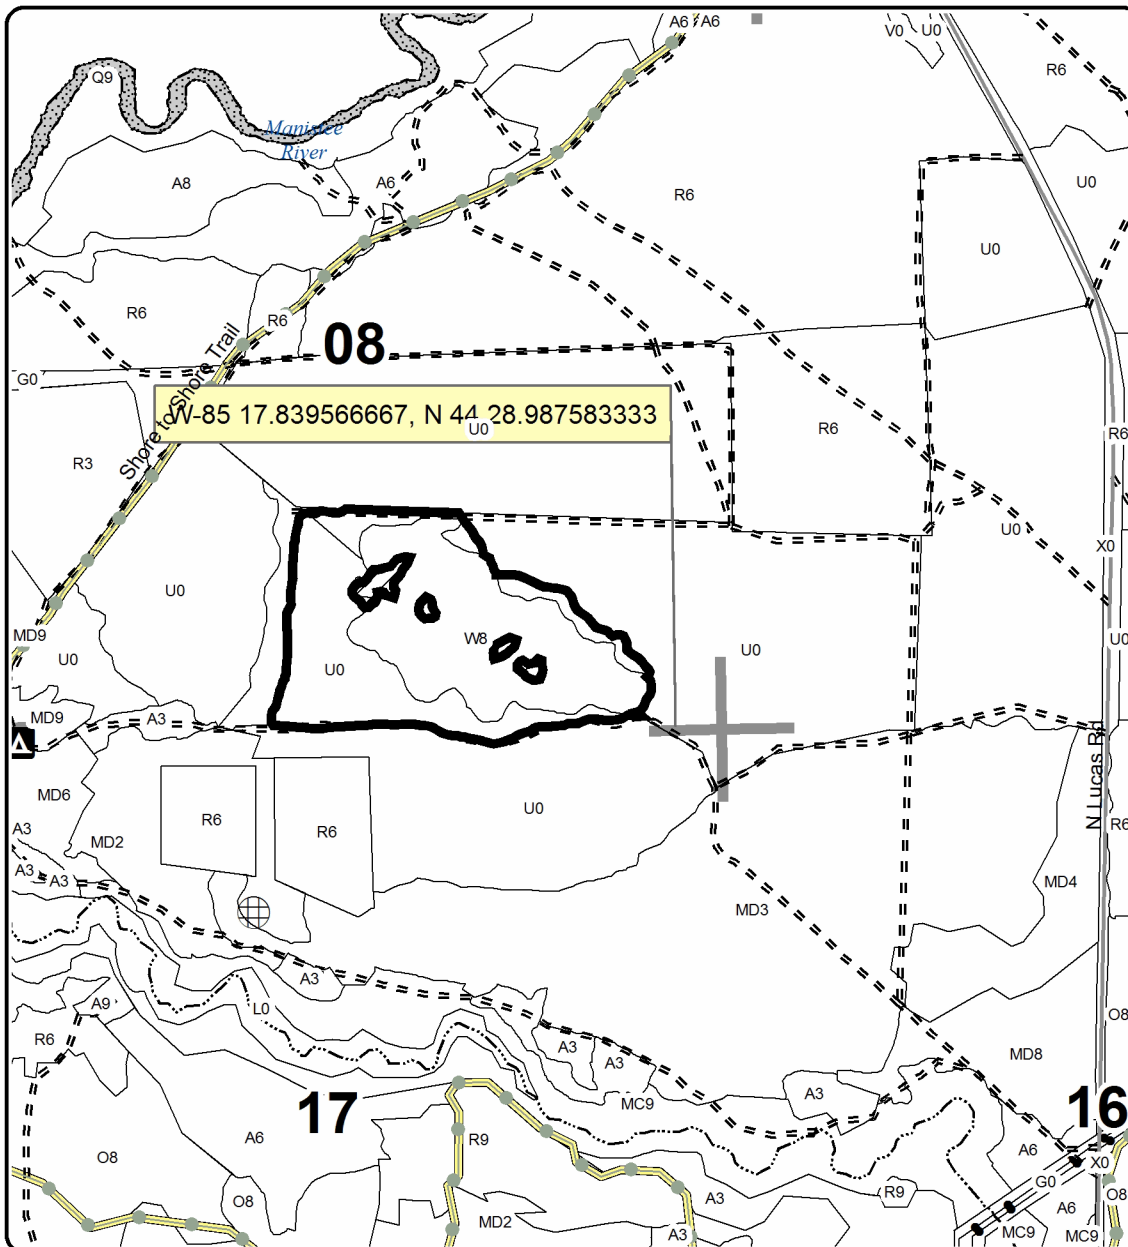 A6 A6
V0 U0
R6
Q9
Manistee
River
A8
A6
R6
U0
U0
R6
R6
08
G0
Shore to Shore Trail
W-85 17.839566667, N 44 28.987583333
U0
R6
R6
R3
U0
X0
U0
MD9
U0
U0
W8
U0
U0
MD9
A3
N Lucas Rd
MD6
A3
MD2
R6
R6
U0
R6
A3
A3
MD4
MD3
A3
A9
L0
R6
O8
A3
A3
MD8
A3
MC9
17
16
A6
R9
A6
X0
O8
G0
R9
O8
O8
A3
A6
MD2
A3
MC9
MC9